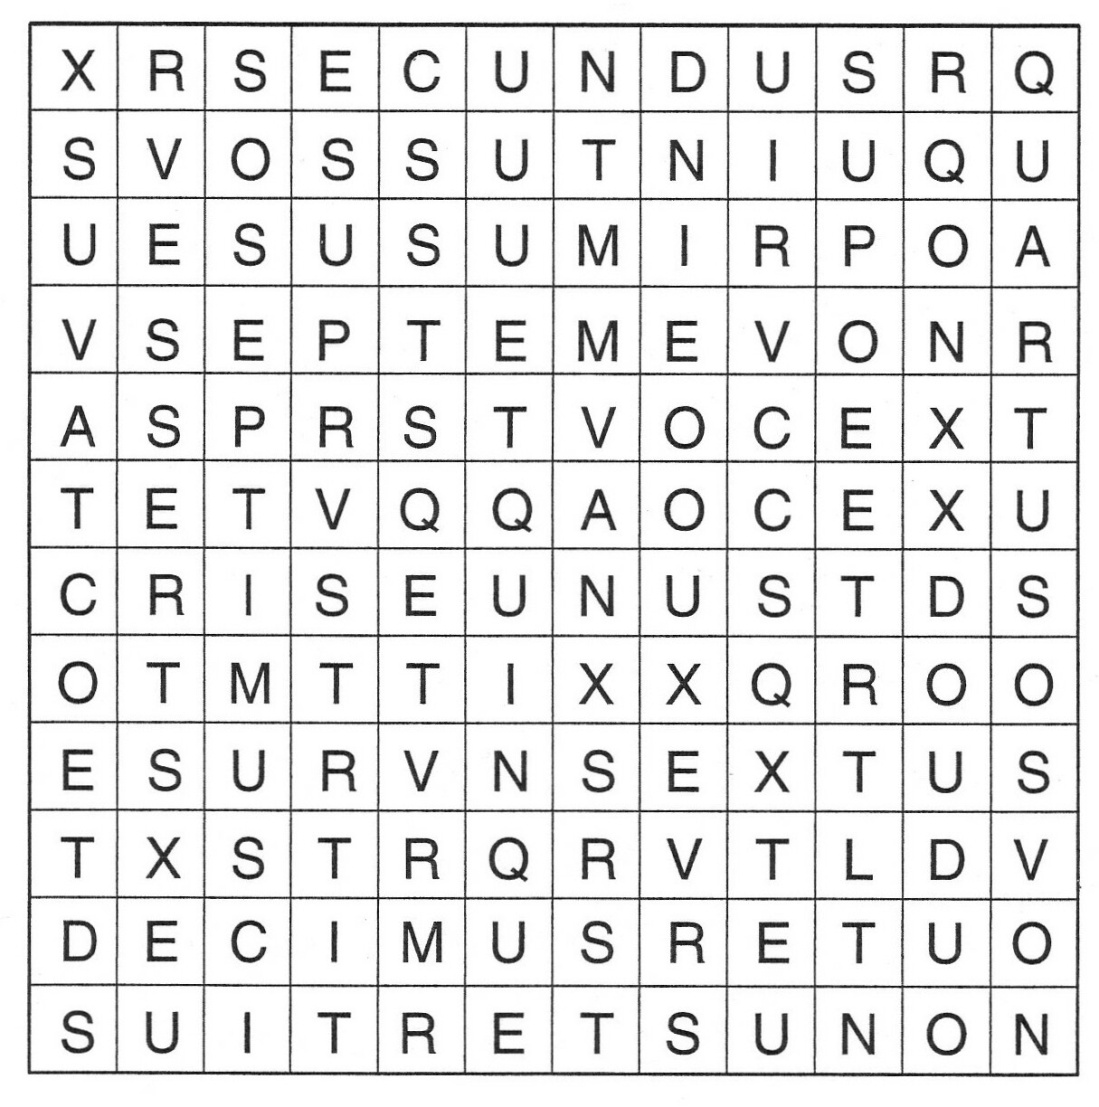 X R S E C U N D U S R Q
S V O S S U T N I U Q U
U E S U S U M I R P O A
V S E P T E M E V O N R
A S P R S T V O C E X T
T E T V Q Q A O C E X U
C R I S E U N U S T D S
O T M T T I X X Q R O O
E S U R V N S E X T U S
T X S T R Q R V T L D V
D E C I M U S R E T U O
S U I T R E T S U N O N